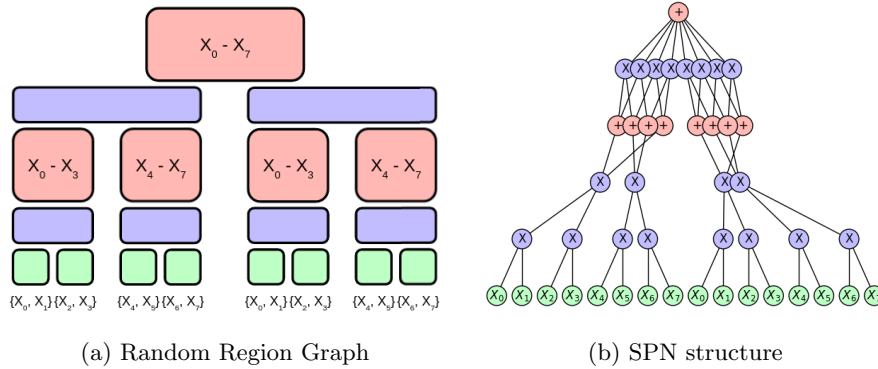 X₀ - X₇
X₀ - X₃ X₄ - X₇ X₀ - X₃ X₄ - X₇
{X₀, X₁}{X₂, X₃} {X₄, X₅}{X₆, X₇} {X₀, X₁}{X₂, X₃} {X₄, X₅}{X₆, X₇}
(a) Random Region Graph
+
X X X X X X X X
+ + + + + + + +
X X X X
X X X X X X X X
X₀ X₁ X₂ X₃ X₄ X₅ X₆ X₇ X₀ X₁ X₂ X₃ X₄ X₅ X₆ X₇
(b) SPN structure